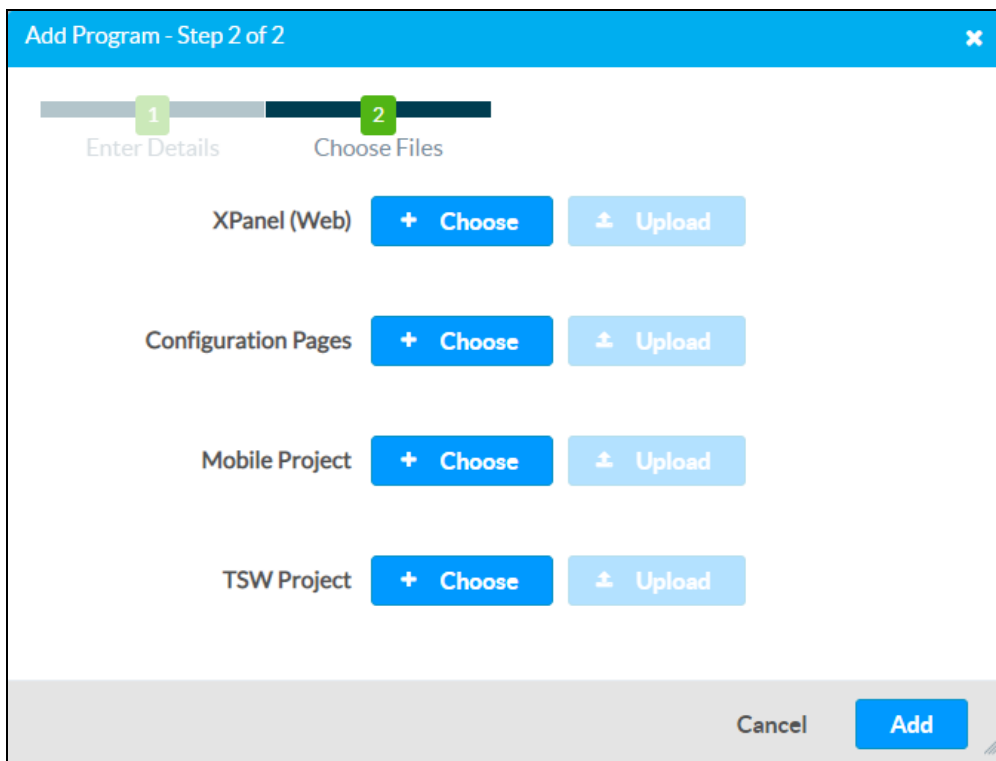 Add Program - Step 2 of 2
1 2
Enter Details Choose Files
XPanel (Web) Choose Upload
Configuration Pages Choose Upload
Mobile Project Choose Upload
TSW Project Choose Upload
Cancel Add